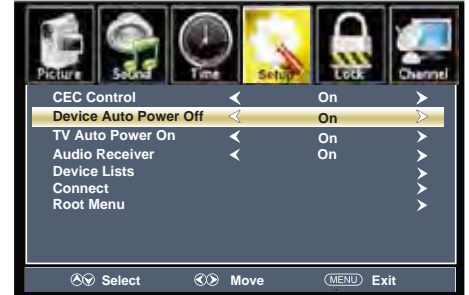 Picture Sound Time Setup Lock Channel
CEC Control On
Device Auto Power Off On
TV Auto Power On On
Audio Receiver On
Device Lists
Connect
Root Menu
Select Move MENU Exit